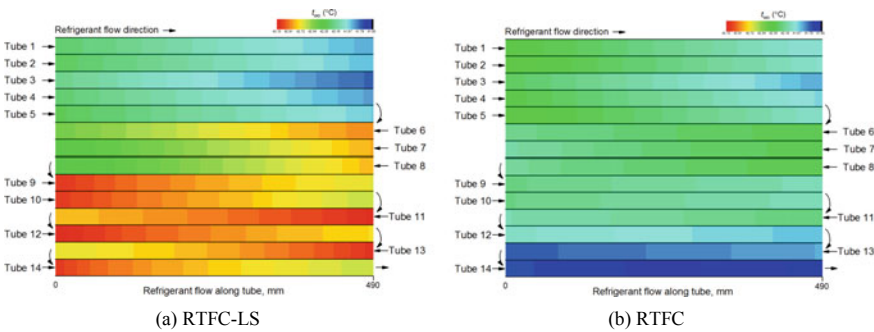 t (°C)
Refrigerant flow direction
Tube 1
Tube 2
Tube 3
Tube 4
Tube 5
Tube 6
Tube 7
Tube 8
Tube 9
Tube 10
Tube 11
Tube 12
Tube 13
Tube 14
0
490
Refrigerant flow along tube, mm
(a) RTFC-LS
t (°C)
Refrigerant flow direction
Tube 1
Tube 2
Tube 3
Tube 4
Tube 5
Tube 6
Tube 7
Tube 8
Tube 9
Tube 10
Tube 11
Tube 12
Tube 13
Tube 14
0
490
Refrigerant flow along tube, mm
(b) RTFC